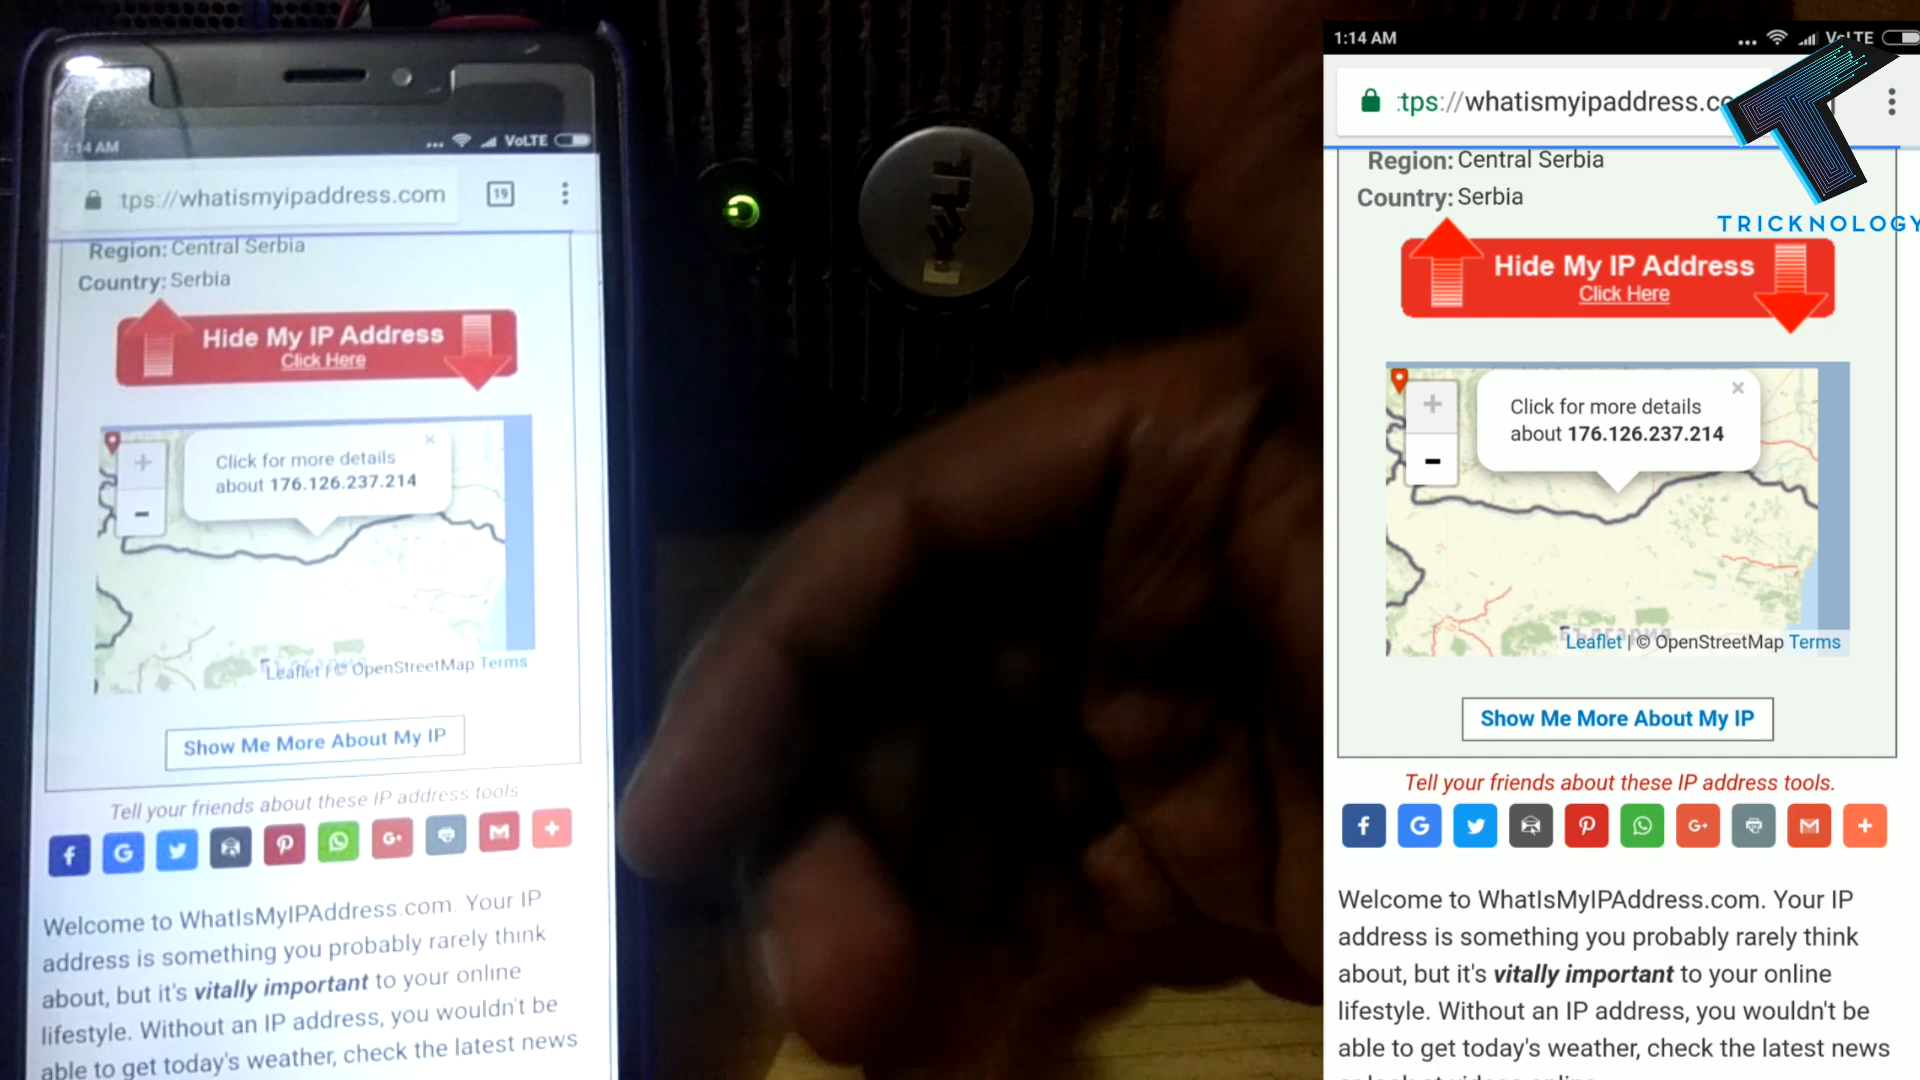 1:14 AM
VoLTE
tps://whatismyipaddress.com
19
Region: Central Serbia
Country: Serbia
Hide My IP Address
Click Here
+
Click for more details
about 176.126.237.214
×
-
Leaflet | © OpenStreetMap Terms
Show Me More About My IP
Tell your friends about these IP address tools
Welcome to WhatIsMyIPAddress.com. Your IP
address is something you probably rarely think
about, but it's vitally important to your online
lifestyle. Without an IP address, you wouldn't be
able to get today's weather, check the latest news
1:14 AM
VoLTE
tps://whatismyipaddress.co
TRICKNOLOGY
Region: Central Serbia
Country: Serbia
Hide My IP Address
Click Here
+
Click for more details
about 176.126.237.214
×
-
Leaflet | © OpenStreetMap Terms
Show Me More About My IP
Tell your friends about these IP address tools.
Welcome to WhatIsMyIPAddress.com. Your IP
address is something you probably rarely think
about, but it's vitally important to your online
lifestyle. Without an IP address, you wouldn't be
able to get today's weather, check the latest news